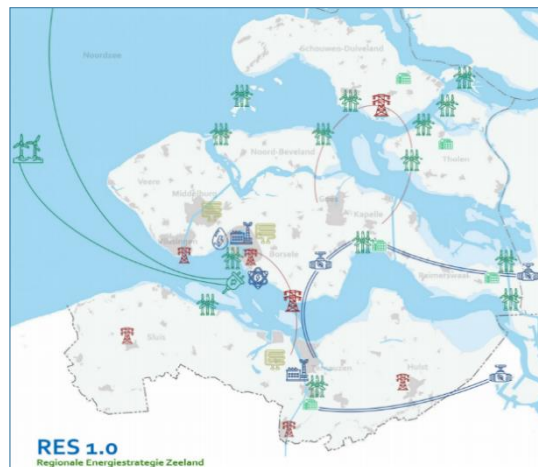 Noordzee
Schouwen-Duiveland
Noord-Beveland
Tholen
Veere
Middelburg
Goes
Kapelle
Borsele
Reimerswaal
Sluis
Hulst
RES 1.0
Regionale Energiestrategie Zeeland